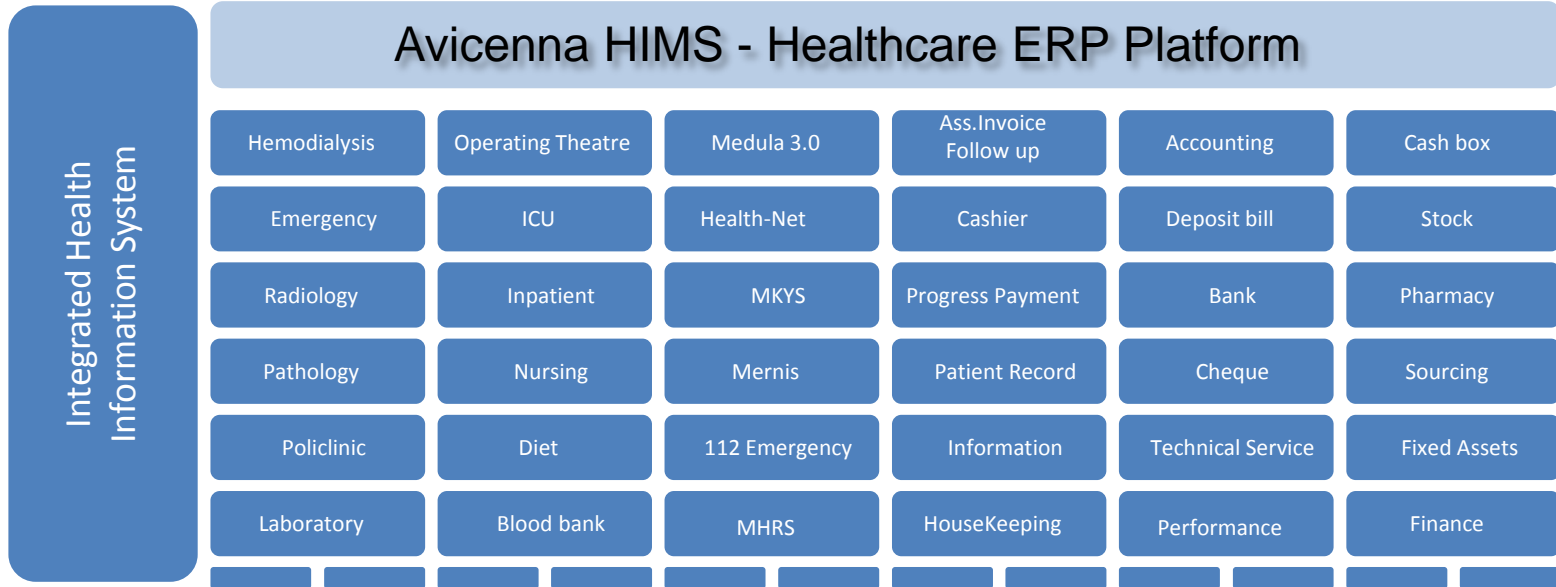 Avicenna HIMS - Healthcare ERP Platform
Integrated Health
Information System
Hemodialysis
Operating Theatre
Medula 3.0
Ass.Invoice
Follow up
Accounting
Cash box
Emergency
ICU
Health-Net
Cashier
Deposit bill
Stock
Radiology
Inpatient
MKYS
Progress Payment
Bank
Pharmacy
Pathology
Nursing
Mernis
Patient Record
Cheque
Sourcing
Policlinic
Diet
112 Emergency
Information
Technical Service
Fixed Assets
Laboratory
Blood bank
MHRS
HouseKeeping
Performance
Finance